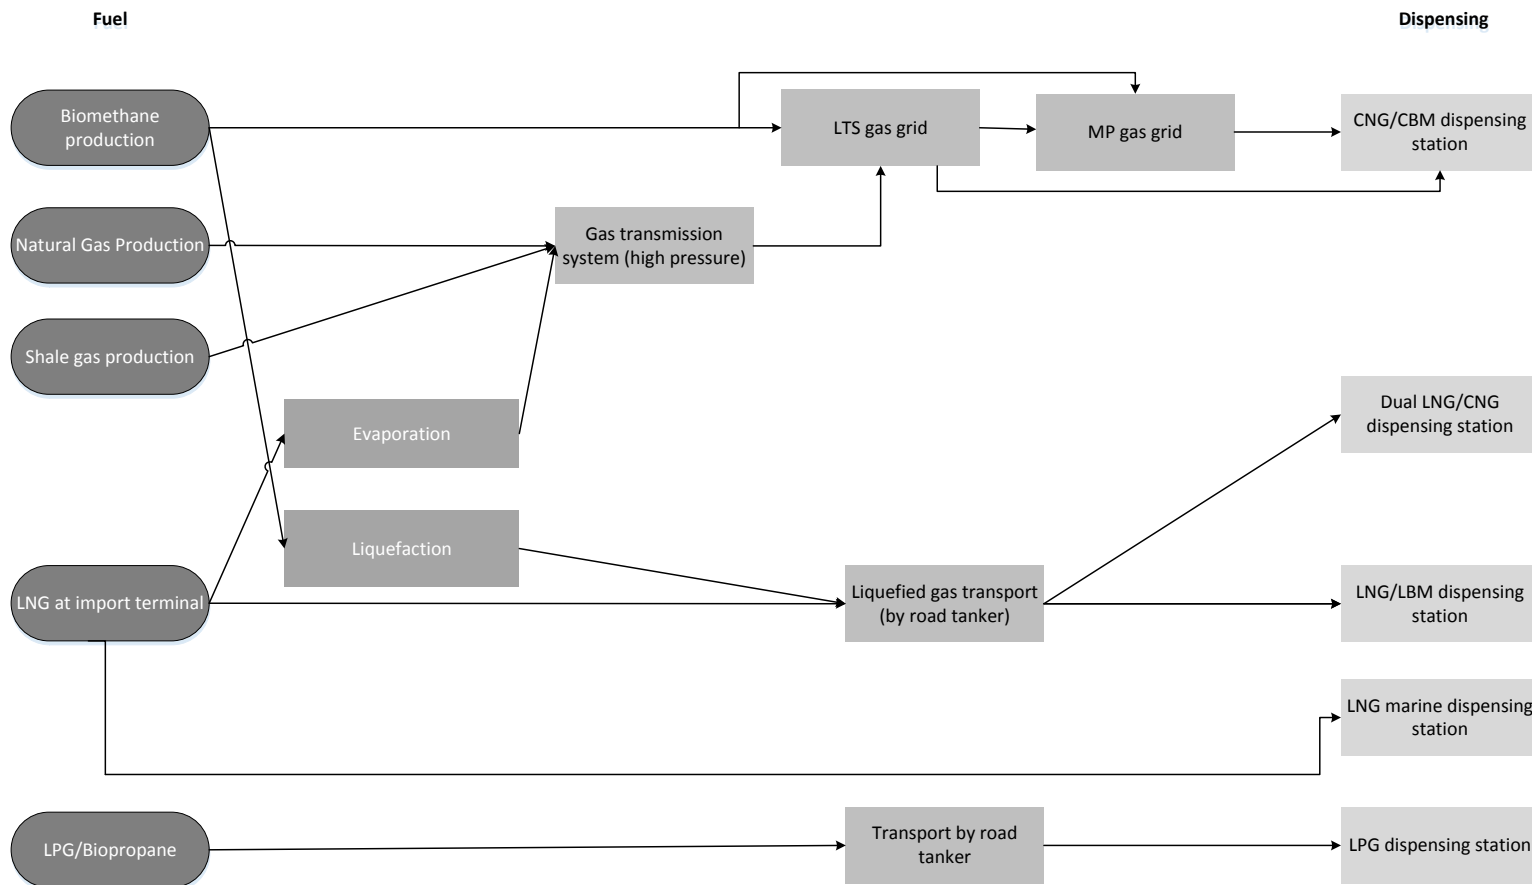 Fuel
Dispensing
Biomethane
production
LTS gas grid
MP gas grid
CNG/CBM dispensing
station
Natural Gas Production
Gas transmission
system (high pressure)
Shale gas production
Evaporation
Dual LNG/CNG
dispensing station
Liquefaction
LNG at import terminal
Liquefied gas transport
(by road tanker)
LNG/LBM dispensing
station
LNG marine dispensing
station
LPG/Biopropane
Transport by road
tanker
LPG dispensing station